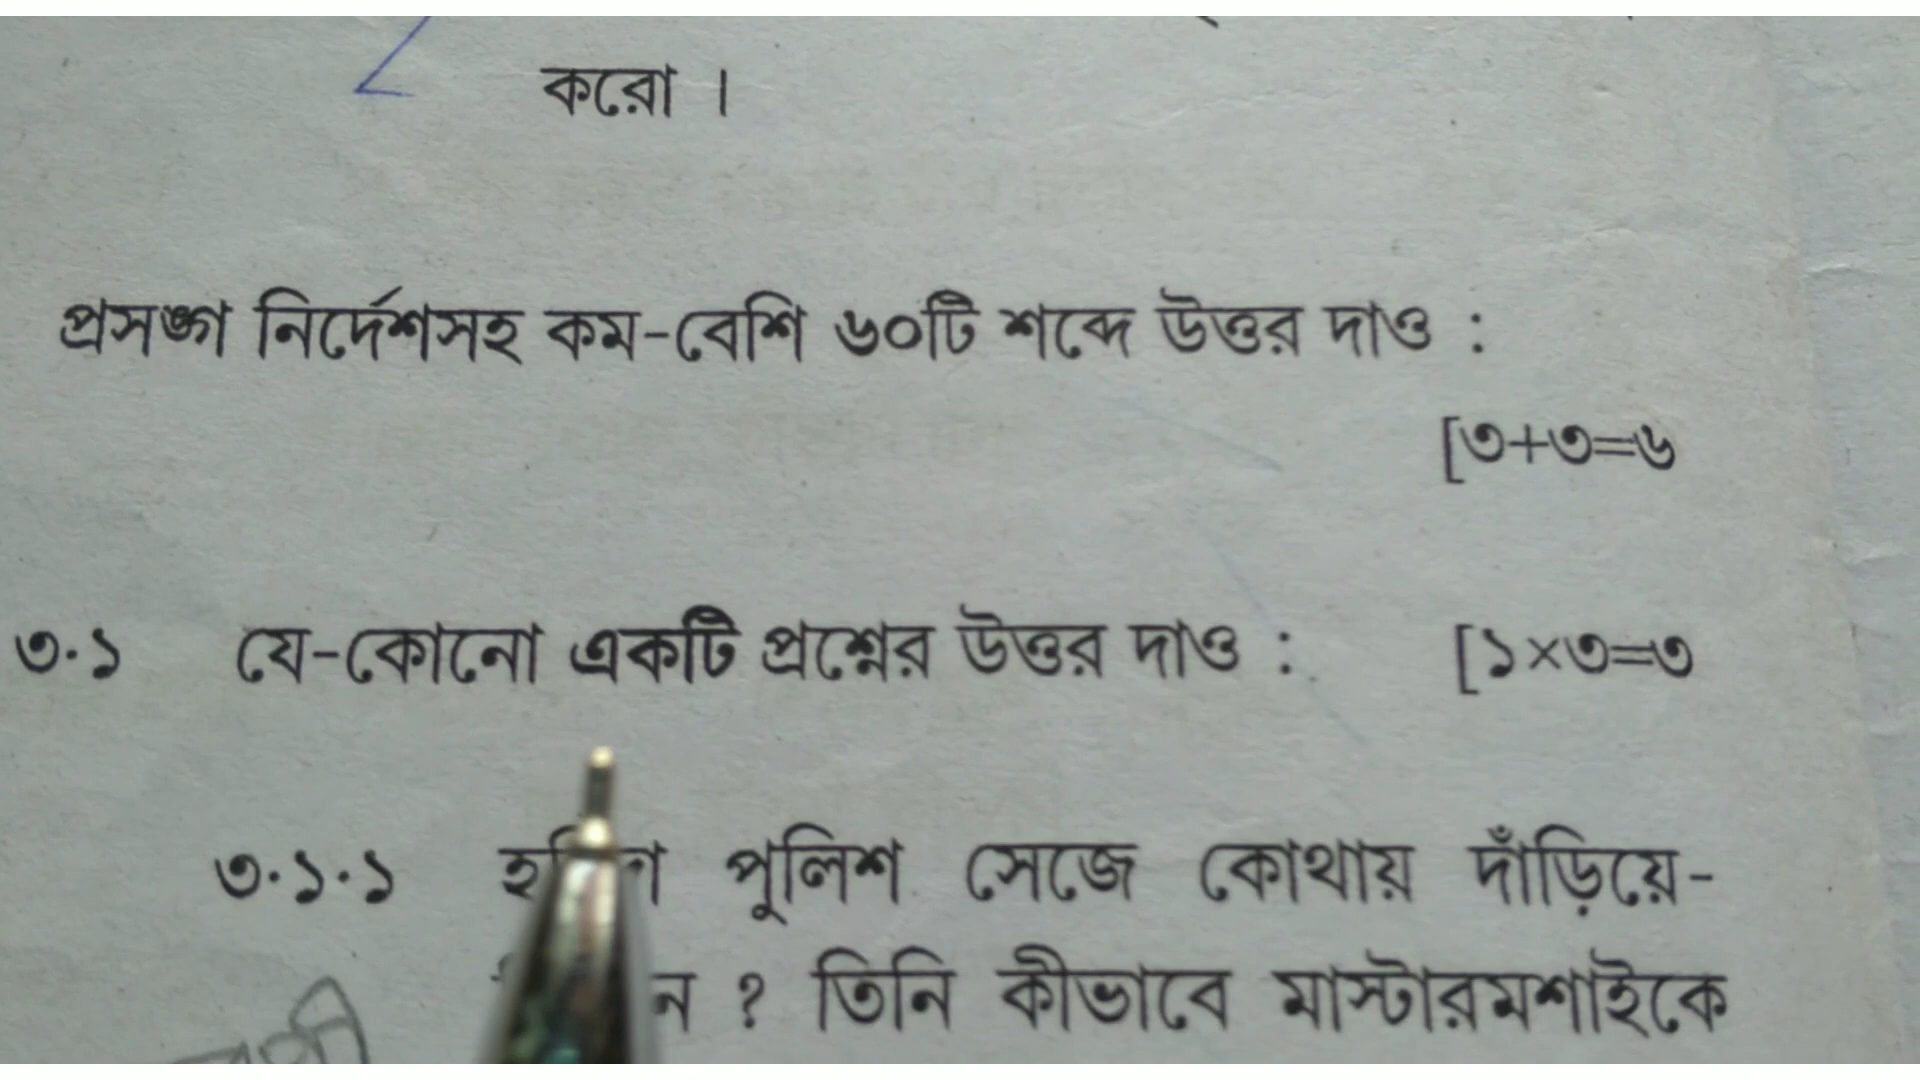 করো ।
প্রসঙ্গ নির্দেশসহ কম-বেশি ৬০টি শব্দে উত্তর দাও :
[৩+৩=৬
৩.১ যে-কোনো একটি প্রশ্নের উত্তর দাও : [১×৩=৩
৩.১.১ পুলিশ সেজে কোথায় দাঁড়িয়ে-
? তিনি কীভাবে মাস্টারমশাইকে